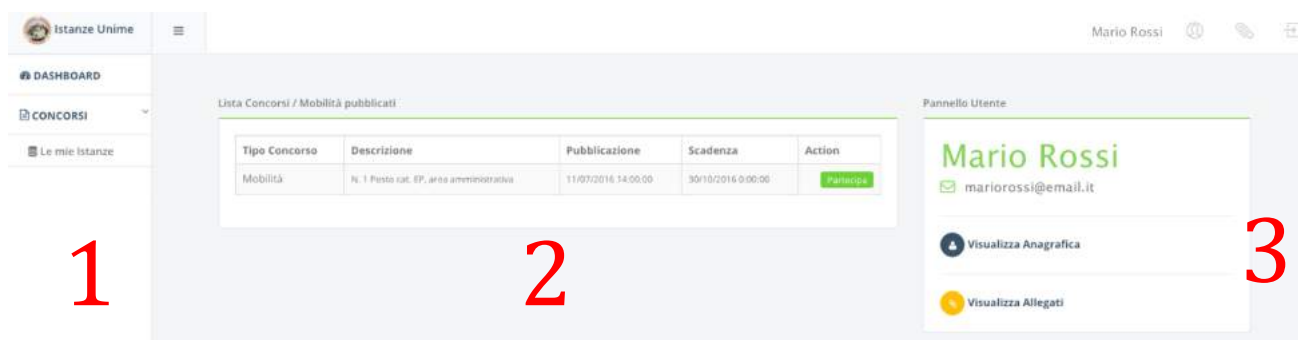 Istanze Unime
Mario Rossi
DASHBOARD
CONCORSI
Le mie Istanze
Lista Concorsi / Mobilità pubblicati
Tipo Concorso Descrizione Pubblicazione Scadenza Action
Mobilità N. 1 Posto cat. EP, area amministrativa 11/07/2016 14:00:00 30/10/2016 0:00:00 Partecipa
Pannello Utente
Mario Rossi
mariorossi@email.it
Visualizza Anagrafica
Visualizza Allegati
1
2
3